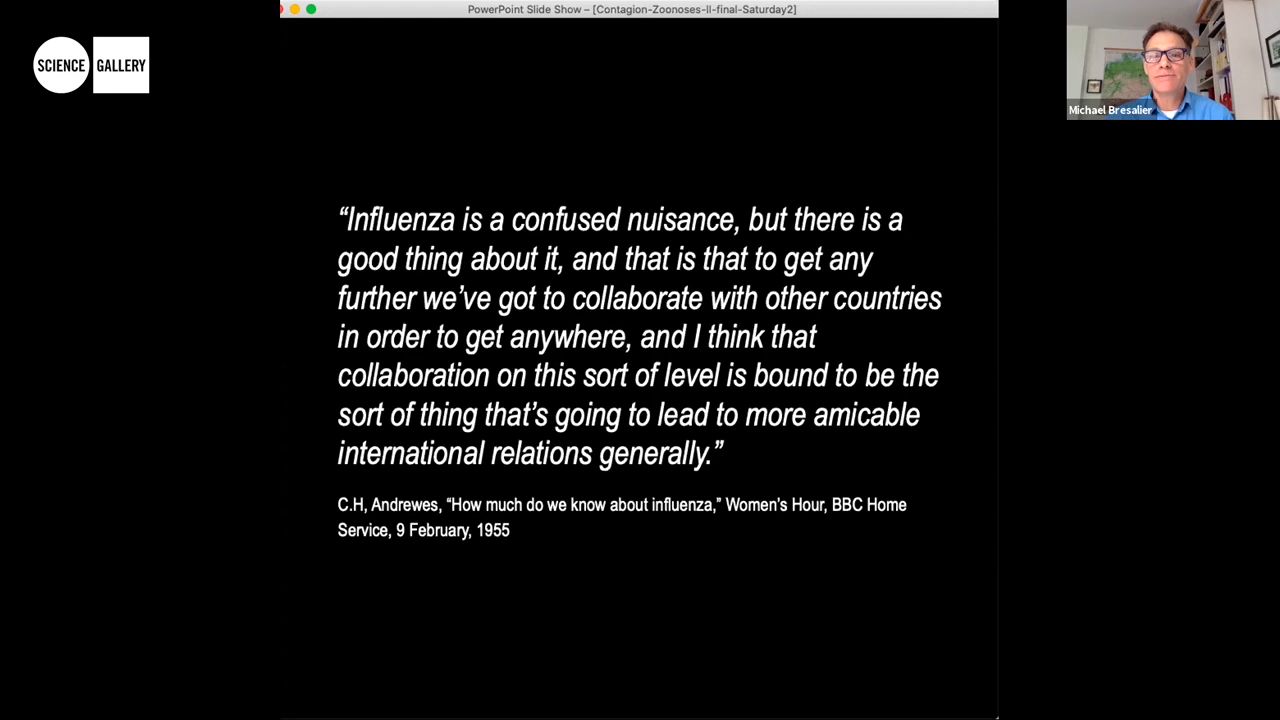 PowerPoint Slide Show – [Contagion-Zoonoses-II-final-Saturday2]
SCIENCE GALLERY
Michael Bresalier
“Influenza is a confused nuisance, but there is a
good thing about it, and that is that to get any
further we’ve got to collaborate with other countries
in order to get anywhere, and I think that
collaboration on this sort of level is bound to be the
sort of thing that’s going to lead to more amicable
international relations generally.”
C.H, Andrewes, “How much do we know about influenza,” Women’s Hour, BBC Home
Service, 9 February, 1955